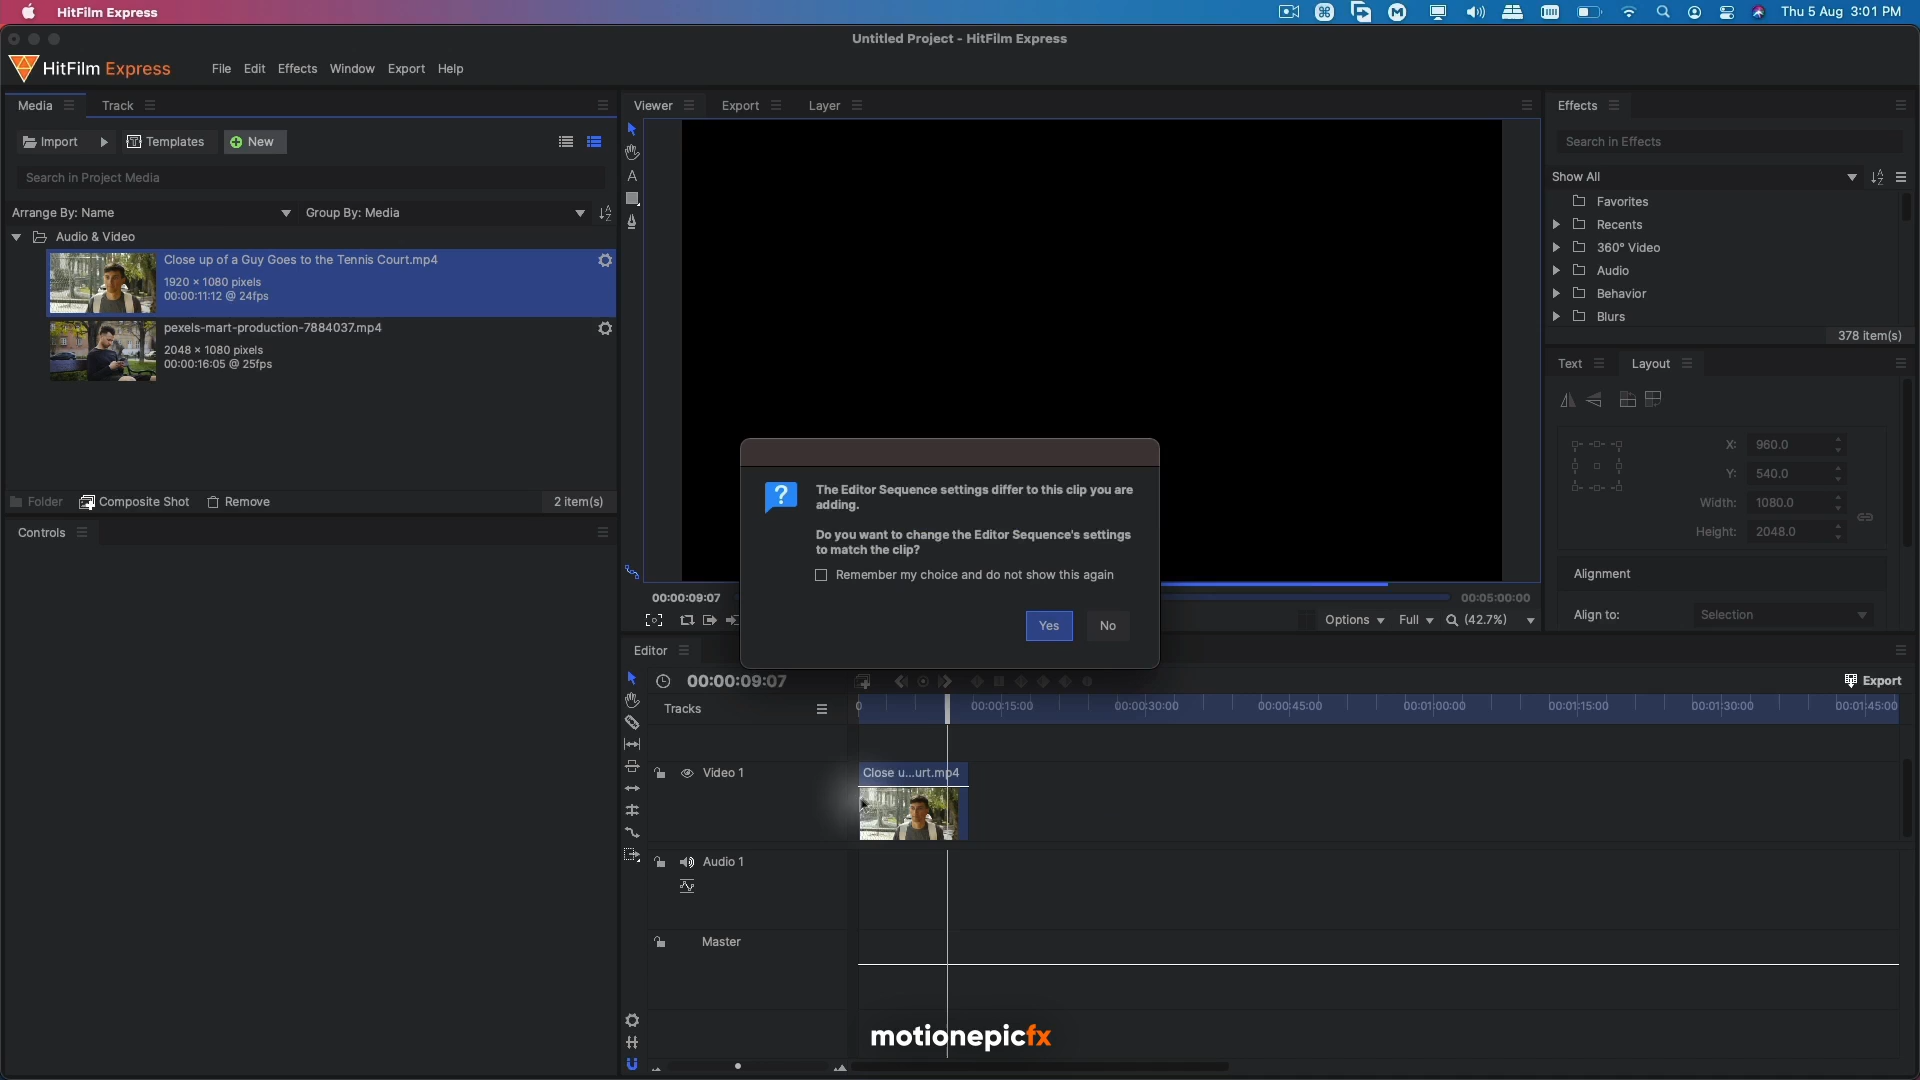 HitFilm Express
Thu 5 Aug 3:01 PM
Untitled Project - HitFilm Express
HitFilm Express
File Edit Effects Window Export Help
Media Track
Import Templates New
Search in Project Media
Arrange By: Name Group By: Media
Audio & Video
Close up of a Guy Goes to the Tennis Court.mp4
1920 × 1080 pixels
00:00:11:12 @ 24fps
pexels-mart-production-7884037.mp4
2048 × 1080 pixels
00:00:16:05 @ 25fps
Folder Composite Shot Remove 2 item(s)
Controls
Viewer Export Layer
The Editor Sequence settings differ to this clip you are
adding.
Do you want to change the Editor Sequence's settings
to match the clip?
Remember my choice and do not show this again
Yes No
00:00:09:07 00:05:00:00
Options Full (42.7%)
Effects
Search in Effects
Show All
Favorites
Recents
360° Video
Audio
Behavior
Blurs
378 item(s)
Text Layout
X: 960.0
Y: 540.0
Width: 1080.0
Height: 2048.0
Alignment
Align to: Selection
Editor
00:00:09:07 Export
Tracks 0 00:00:15:00 00:00:30:00 00:00:45:00 00:01:00:00 00:01:15:00 00:01:30:00 00:01:45:00
Video 1 Close u...urt.mp4
Audio 1
Master
motionepicfx